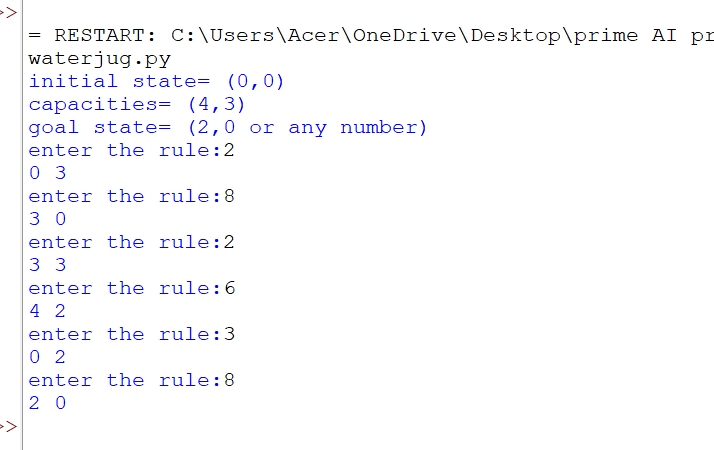 >>
= RESTART: C:\Users\Acer\OneDrive\Desktop\prime AI pr
waterjug.py
initial state= (0,0)
capacities= (4,3)
goal state= (2,0 or any number)
enter the rule:2
0 3
enter the rule:8
3 0
enter the rule:2
3 3
enter the rule:6
4 2
enter the rule:3
0 2
enter the rule:8
2 0
>>